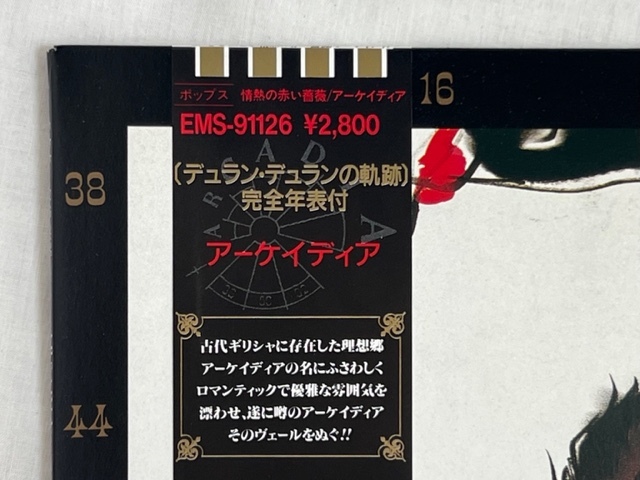 ポップス 情熱の赤い薔薇/アーケイディア
EMS-91126 ¥2,800
16
ARCADIA
〔デュラン・デュランの軌跡〕
完全年表付
38
アーケイディア
古代ギリシャに存在した理想郷
アーケイディアの名にふさわしく
ロマンティックで優雅な雰囲気を
漂わせ、遂に噂のアーケイディア
そのヴェールをぬぐ!!
44